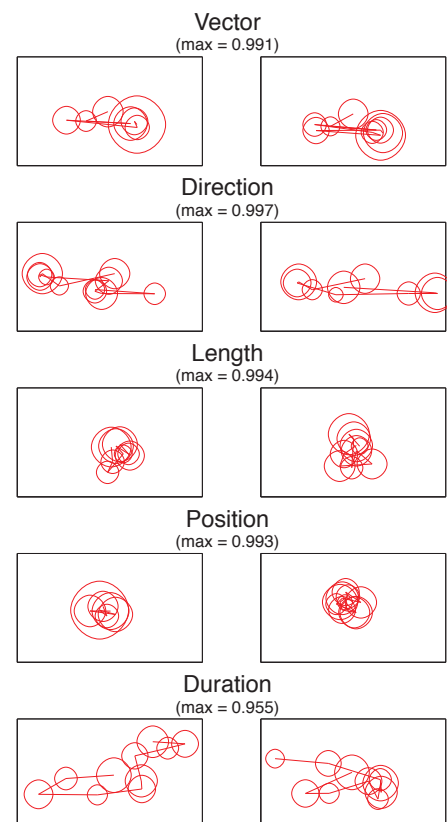 Vector
(max = 0.991)
Direction
(max = 0.997)
Length
(max = 0.994)
Position
(max = 0.993)
Duration
(max = 0.955)